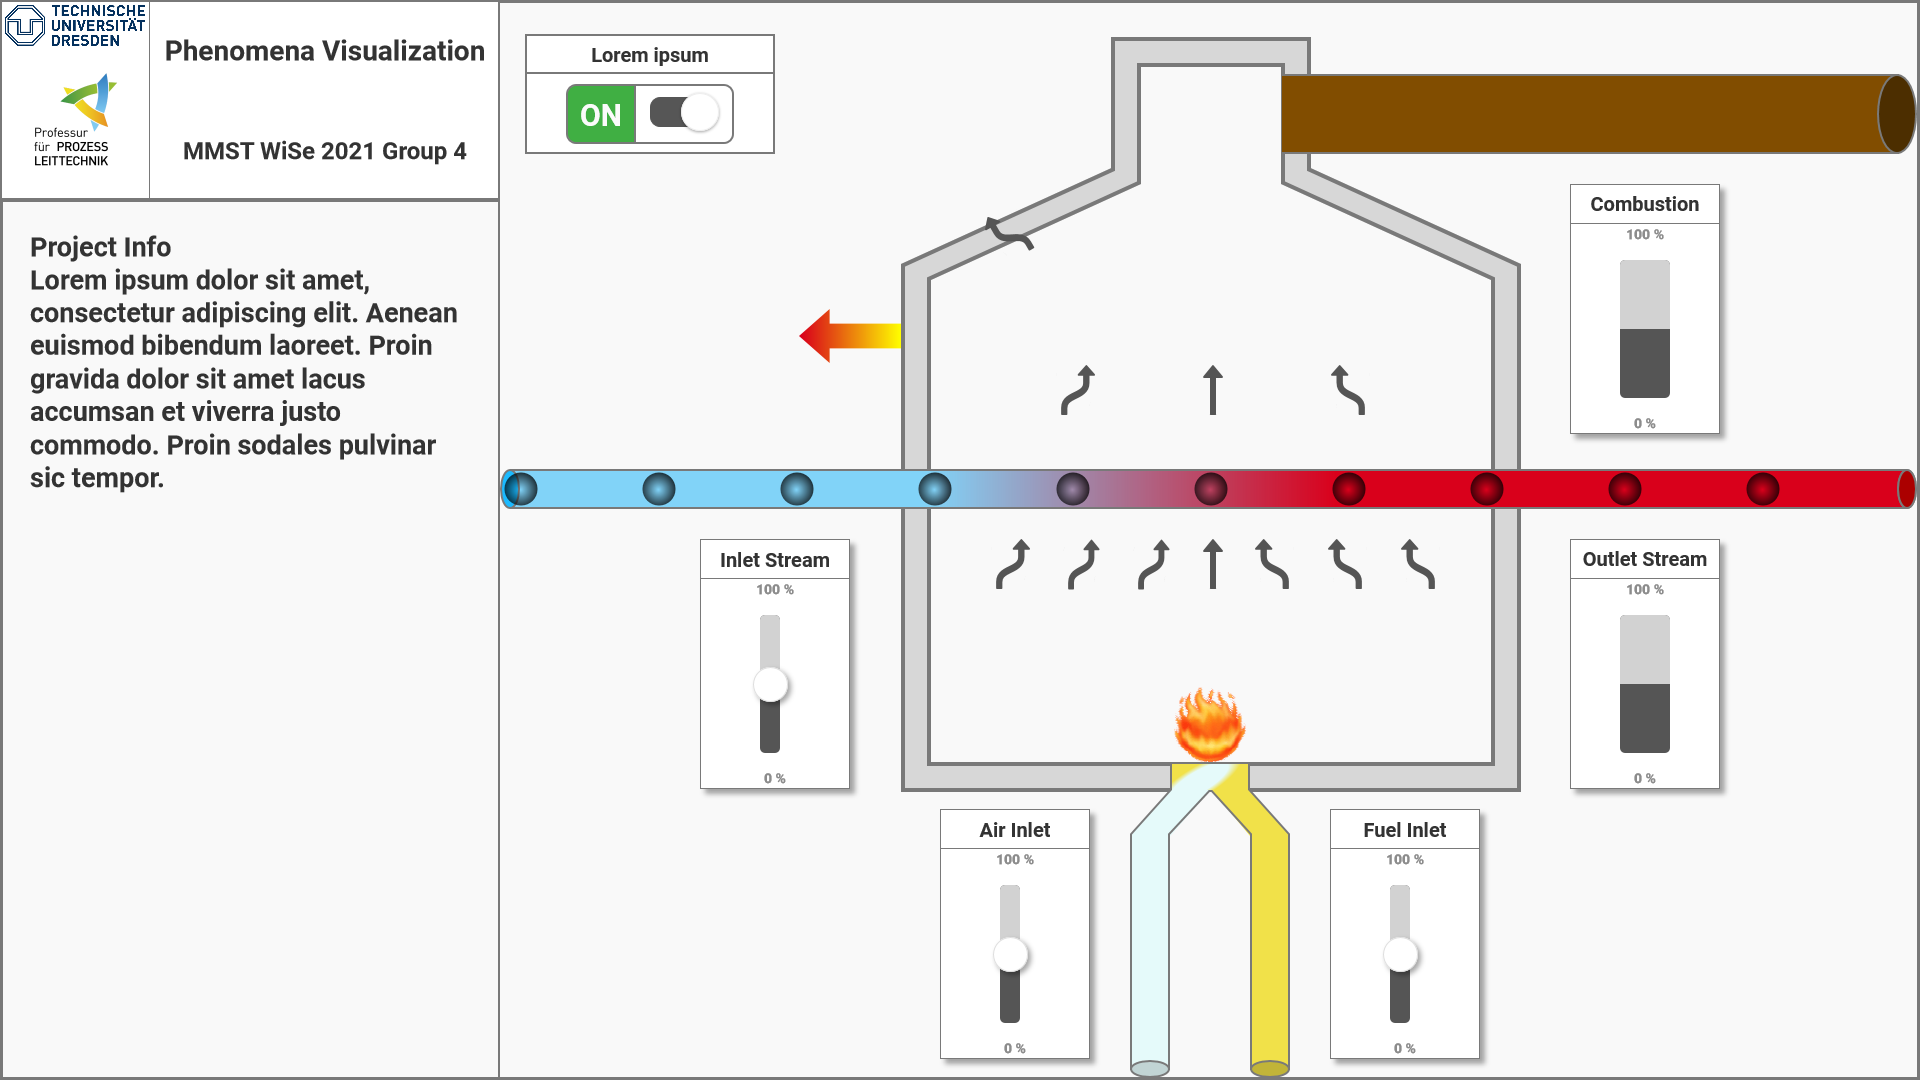 TECHNISCHE
UNIVERSITÄT
DRESDEN
Professur
für PROZESS
LEITTECHNIK
Phenomena Visualization
MMST WiSe 2021 Group 4
Project Info
Lorem ipsum dolor sit amet,
consectetur adipiscing elit. Aenean
euismod bibendum laoreet. Proin
gravida dolor sit amet lacus
accumsan et viverra justo
commodo. Proin sodales pulvinar
sic tempor.
Lorem ipsum
ON
Combustion
100 %
0 %
Inlet Stream
100 %
0 %
Outlet Stream
100 %
0 %
Air Inlet
100 %
0 %
Fuel Inlet
100 %
0 %